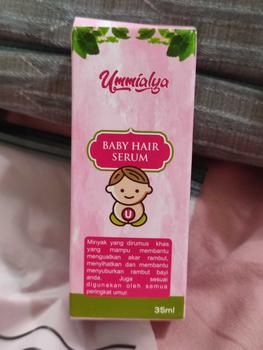 Ummialya
BABY HAIR
SERUM
U
Minyak yang dirumus khas
yang mampu membantu
menguatkan akar rambut,
menyihatkan dan membantu
menyuburkan rambut bayi
anda. Juga sesuai
digunakan oleh semua
peringkat umur.
35ml